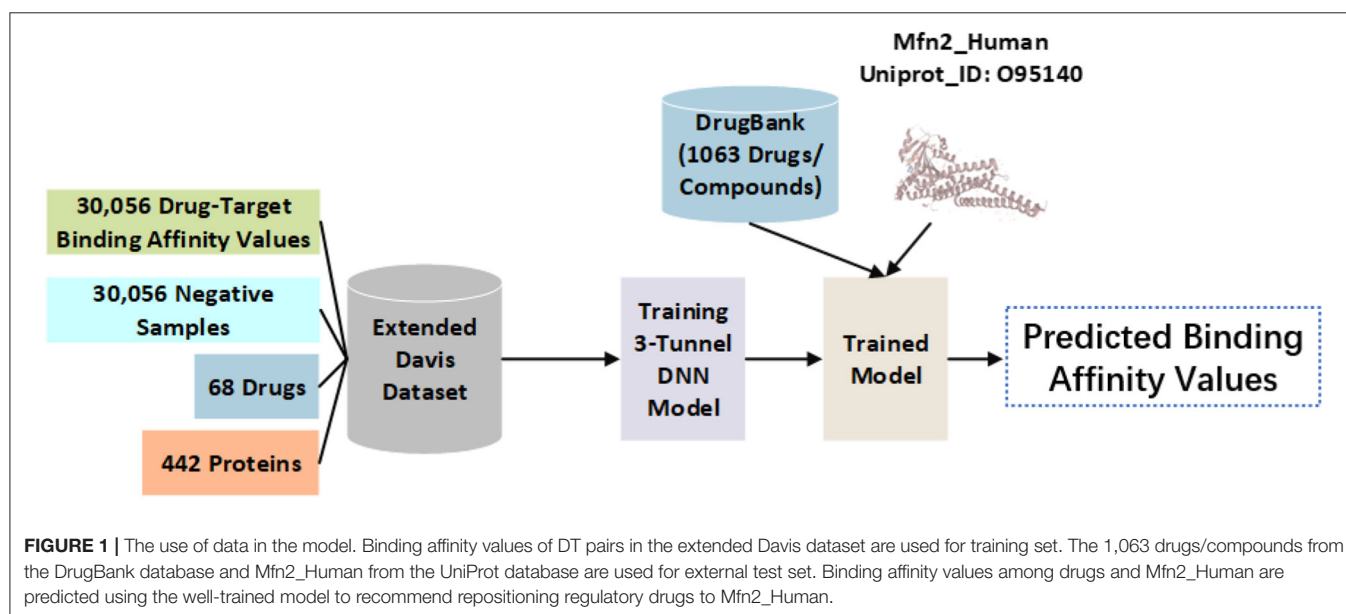 Mfn2_Human
Uniprot_ID: O95140
DrugBank
(1063 Drugs/
Compounds)
30,056 Drug-Target
Binding Affinity Values
30,056 Negative
Samples
68 Drugs
442 Proteins
Extended
Davis
Dataset
Training
3-Tunnel
DNN
Model
Trained
Model
Predicted Binding
Affinity Values
FIGURE 1 | The use of data in the model. Binding affinity values of DT pairs in the extended Davis dataset are used for training set. The 1,063 drugs/compounds from
the DrugBank database and Mfn2_Human from the UniProt database are used for external test set. Binding affinity values among drugs and Mfn2_Human are
predicted using the well-trained model to recommend repositioning regulatory drugs to Mfn2_Human.